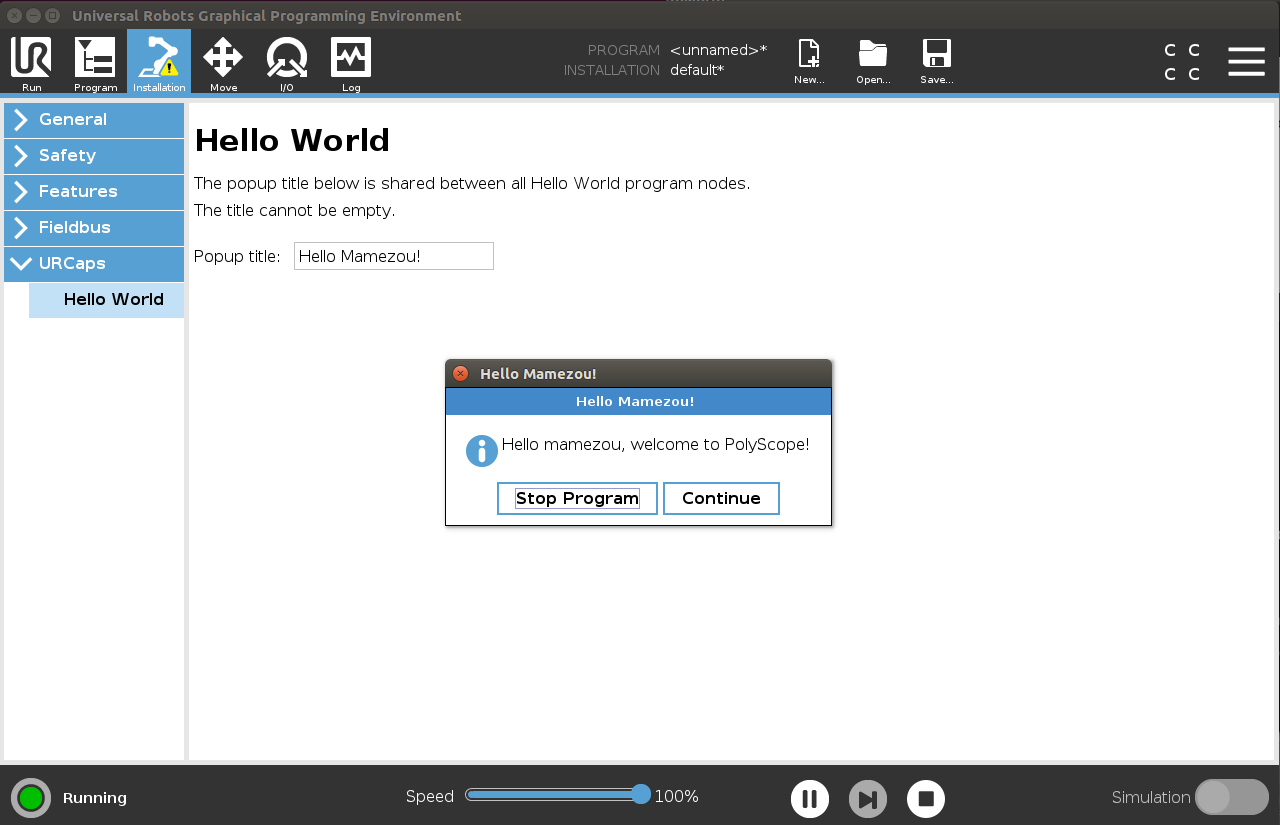 Universal Robots Graphical Programming Environment
PROGRAM <unnamed>*
INSTALLATION default*
Run Program Installation Move I/O Log New... Open... Save...
C C
C C
General
Safety
Features
Fieldbus
URCaps
Hello World
Hello World
The popup title below is shared between all Hello World program nodes.
The title cannot be empty.
Popup title: Hello Mamezou!
Hello Mamezou!
Hello Mamezou!
Hello mamezou, welcome to PolyScope!
Stop Program Continue
Running Speed 100% Simulation